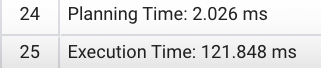 24 Planning Time: 2.026 ms
25 Execution Time: 121.848 ms